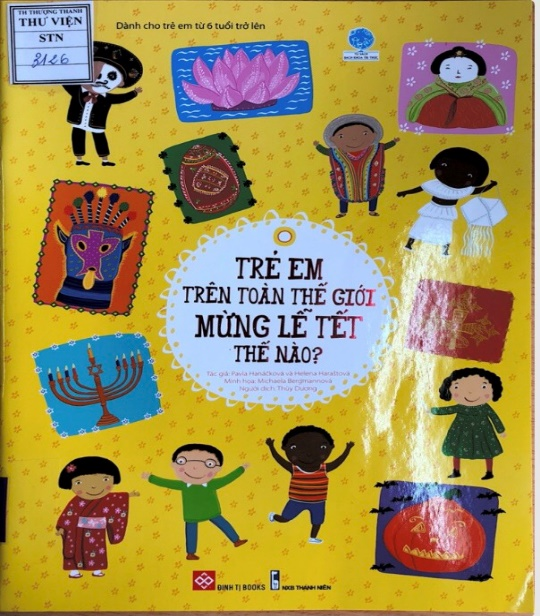 TH THƯỢNG THANH
THƯ VIỆN
STN
3126
Dành cho trẻ em từ 6 tuổi trở lên
TRẺ EM
TRÊN TOÀN THẾ GIỚI
MỪNG LỄ TẾT
THẾ NÀO?
Tác giả: Pavla Hanáčková và Helena Haraštová
Minh họa: Michaela Bergmannová
Người dịch: Thùy Dương
ĐINH TỊ BOOKS
NXB THANH NIÊN